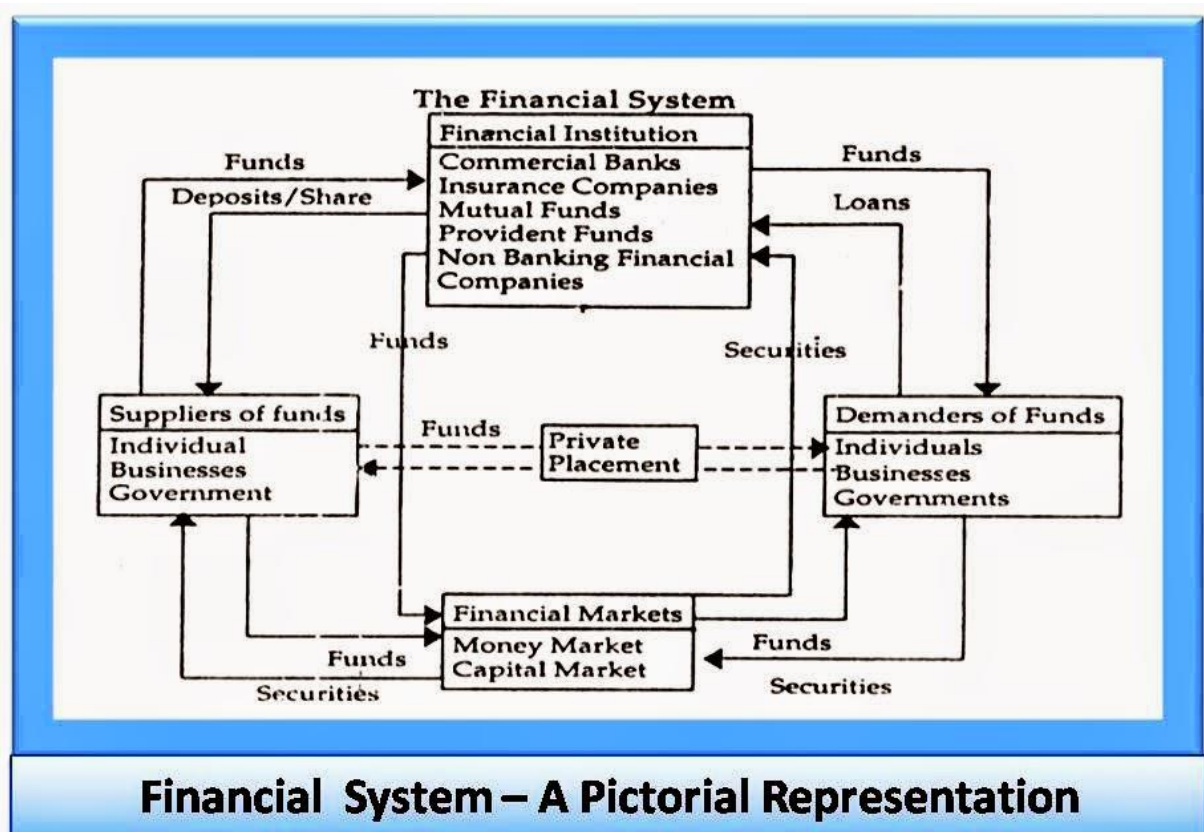 The Financial System
Financial Institution
Commercial Banks
Insurance Companies
Mutual Funds
Provident Funds
Non Banking Financial
Companies
Funds
Deposits/Share
Funds
Loans
Funds
Securities
Suppliers of funds
Individual
Businesses
Government
Funds
Private
Placement
Demanders of Funds
Individuals
Businesses
Governments
Financial Markets
Money Market
Capital Market
Funds
Securities
Funds
Securities
Financial System – A Pictorial Representation